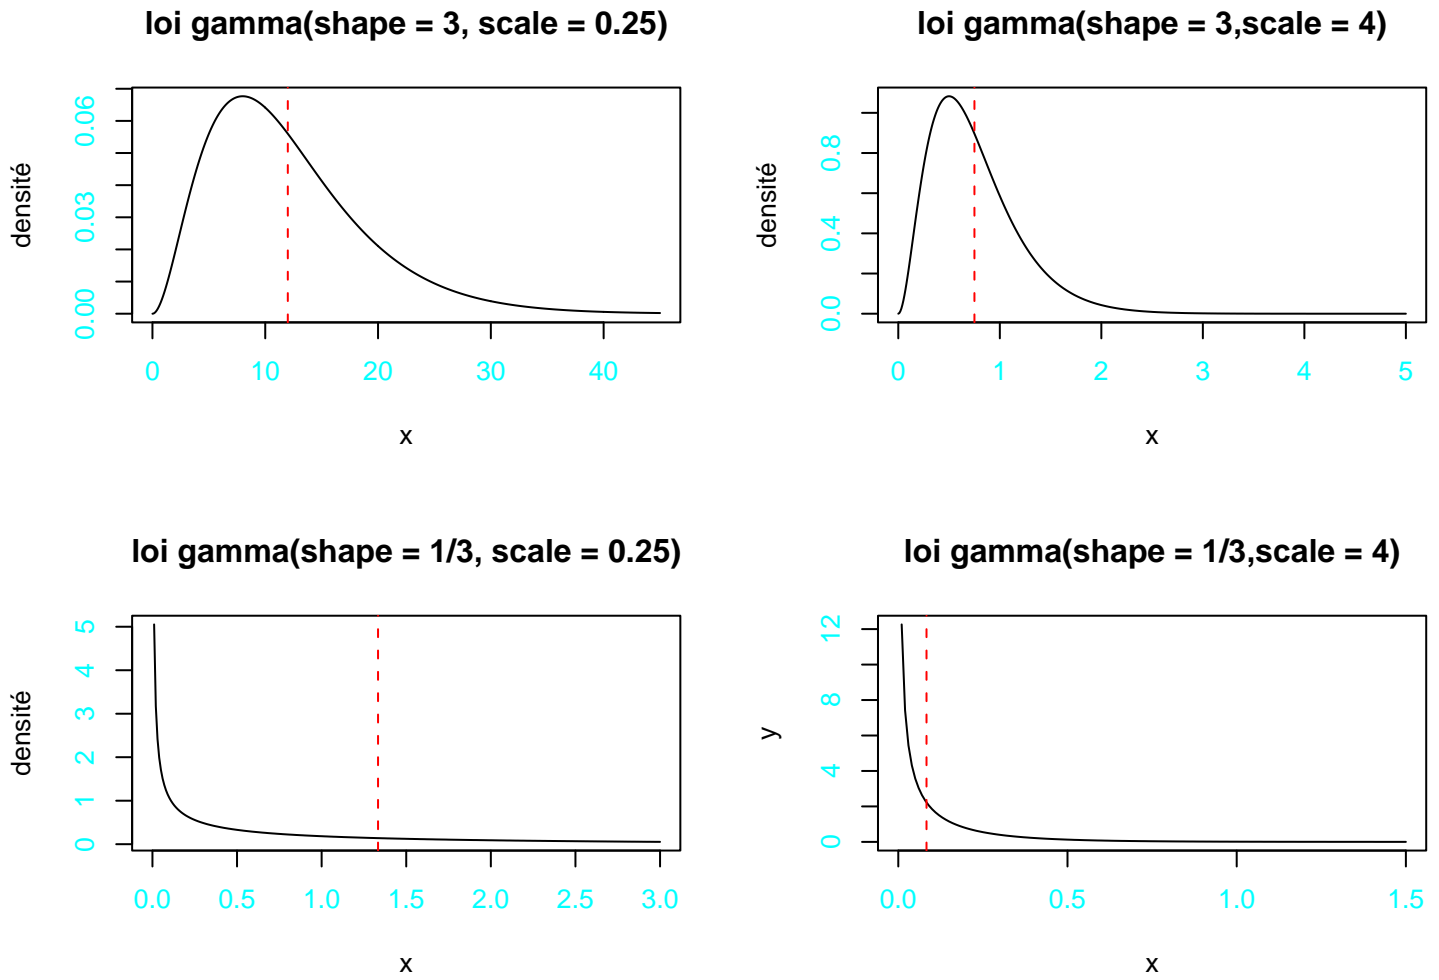 loi gamma(shape = 3, scale = 0.25)
densité
0.00 0.03 0.06
0 10 20 30 40
x
loi gamma(shape = 3,scale = 4)
densité
0.0 0.4 0.8
0 1 2 3 4 5
x
loi gamma(shape = 1/3, scale = 0.25)
densité
0 1 2 3 4 5
0.0 0.5 1.0 1.5 2.0 2.5 3.0
x
loi gamma(shape = 1/3,scale = 4)
y
0 4 8 12
0.0 0.5 1.0 1.5
x